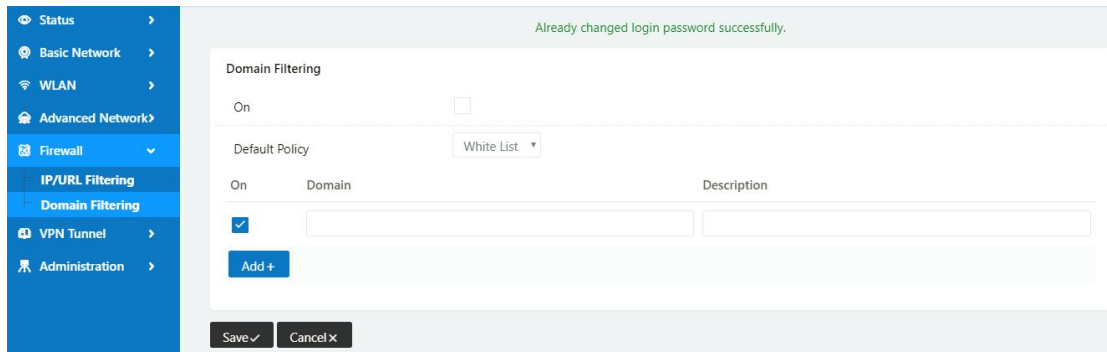 Status
Basic Network
WLAN
Advanced Network
Firewall
IP/URL Filtering
Domain Filtering
VPN Tunnel
Administration
Already changed login password successfully.
Domain Filtering
On
Default Policy White List
On Domain Description
Add+
Save Cancel